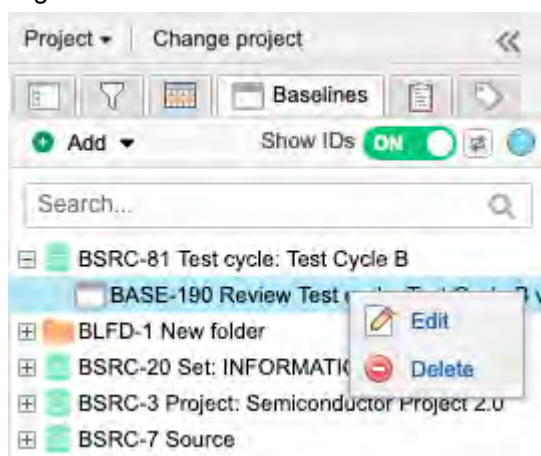 Project Change project
Baselines
Add Show IDs ON
Search...
BSRC-81 Test cycle: Test Cycle B
BASE-190 Review Test
Edit
BLFD-1 New folder
BSRC-20 Set:
Delete
BSRC-3 Project: Semiconductor Project 2.0
BSRC-7 Source